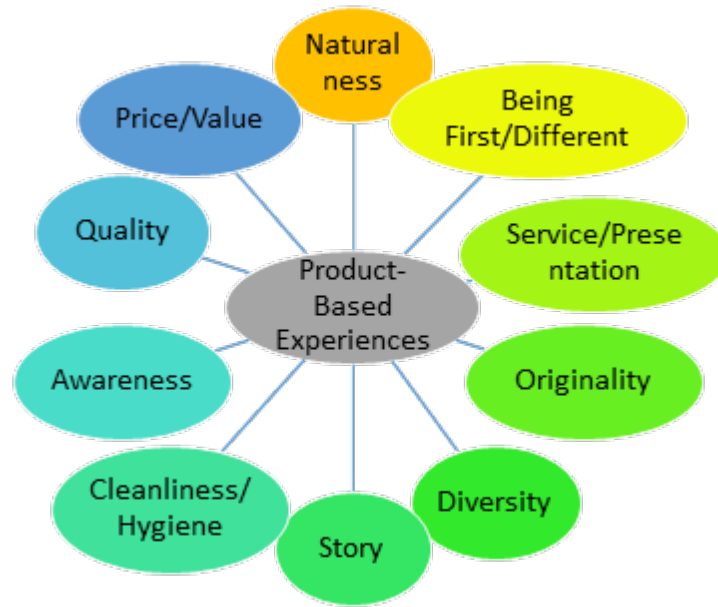 Natural
ness
Being
First/Different
Service/Prese
ntation
Originality
Diversity
Story
Cleanliness/
Hygiene
Awareness
Quality
Price/Value
Product-
Based
Experiences